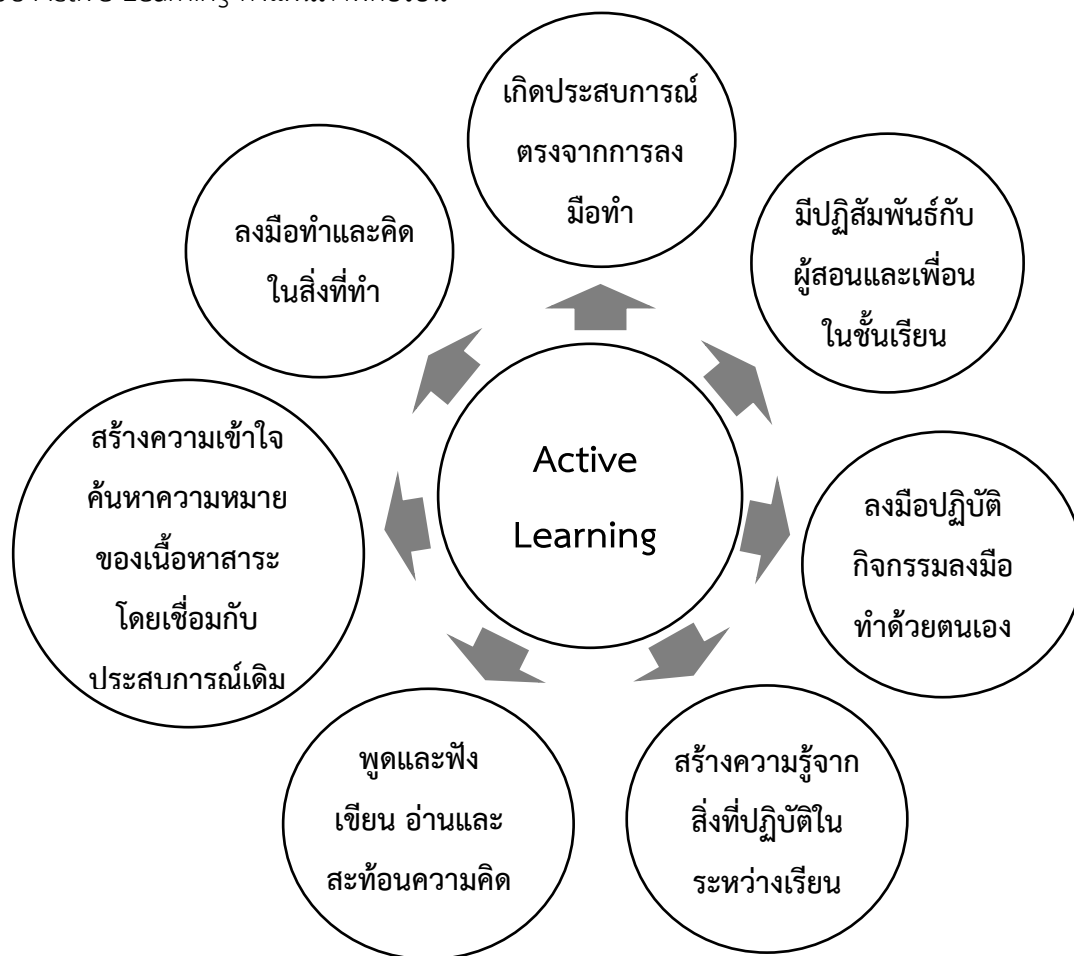 Active Learning
เกิดประสบการณ์
ตรงจากการลง
มือทำ
มีปฏิสัมพันธ์กับ
ผู้สอนและเพื่อน
ในชั้นเรียน
ลงมือปฏิบัติ
กิจกรรมลงมือ
ทำด้วยตนเอง
สร้างความรู้จาก
สิ่งที่ปฏิบัติใน
ระหว่างเรียน
พูดและฟัง
เขียน อ่านและ
สะท้อนความคิด
สร้างความเข้าใจ
ค้นหาความหมาย
ของเนื้อหาสาระ
โดยเชื่อมกับ
ประสบการณ์เดิม
ลงมือทำและคิด
ในสิ่งที่ทำ
Active
Learning